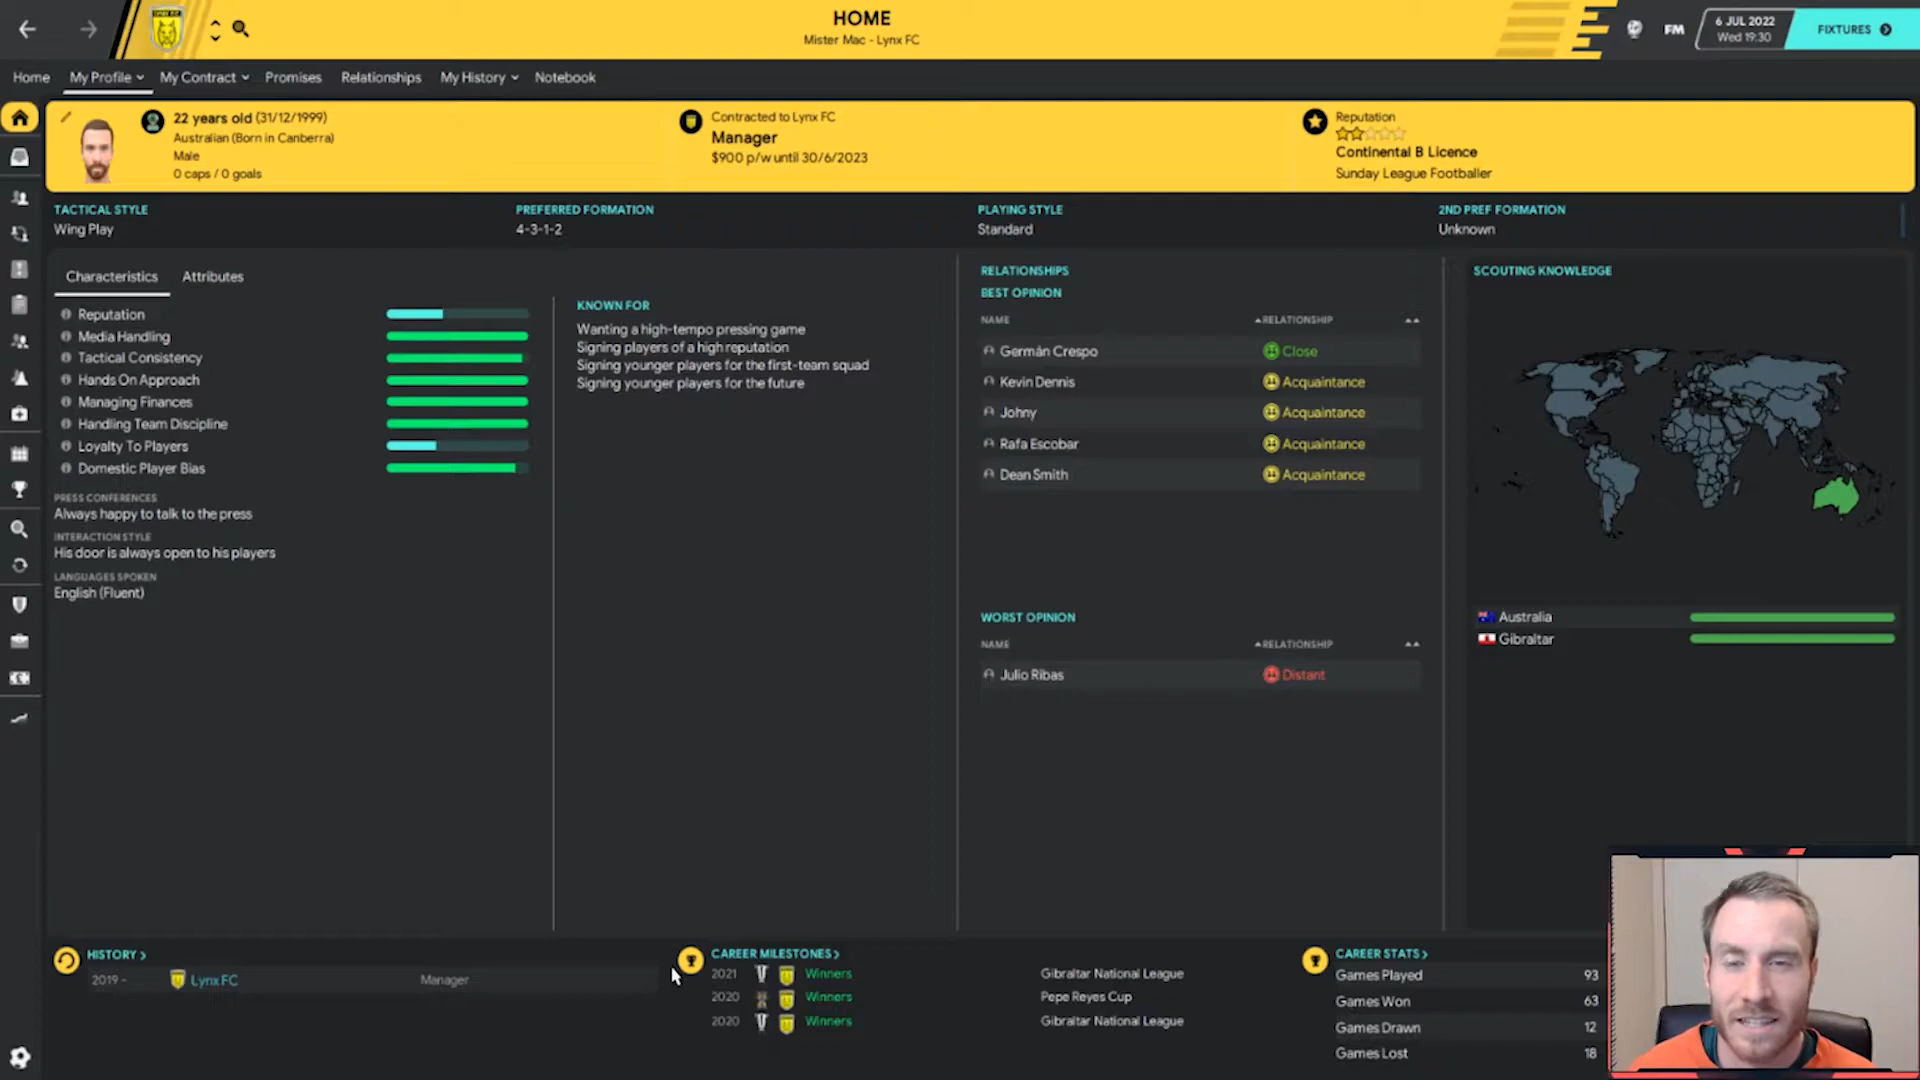 HOME
Mister Mac - Lynx FC
FM
6 JUL 2022
Wed 19:30
FIXTURES
Home
My Profile
My Contract
Promises
Relationships
My History
Notebook
22 years old (31/12/1999)
Australian (Born in Canberra)
Male
0 caps / 0 goals
Contracted to Lynx FC
Manager
$900 p/w until 30/6/2023
Reputation
Continental B Licence
Sunday League Footballer
TACTICAL STYLE
Wing Play
PREFERRED FORMATION
4-3-1-2
PLAYING STYLE
Standard
2ND PREF FORMATION
Unknown
Characteristics
Attributes
Reputation
Media Handling
Tactical Consistency
Hands On Approach
Managing Finances
Handling Team Discipline
Loyalty To Players
Domestic Player Bias
PRESS CONFERENCES
Always happy to talk to the press
INTERACTION STYLE
His door is always open to his players
LANGUAGES SPOKEN
English (Fluent)
KNOWN FOR
Wanting a high-tempo pressing game
Signing players of a high reputation
Signing younger players for the first-team squad
Signing younger players for the future
RELATIONSHIPS
BEST OPINION
NAME RELATIONSHIP
Germán Crespo Close
Kevin Dennis Acquaintance
Johny Acquaintance
Rafa Escobar Acquaintance
Dean Smith Acquaintance
WORST OPINION
NAME RELATIONSHIP
Julio Ribas Distant
SCOUTING KNOWLEDGE
Australia
Gibraltar
HISTORY >
2019 - Lynx FC Manager
CAREER MILESTONES >
2021 Winners Gibraltar National League
2020 Winners Pepe Reyes Cup
2020 Winners Gibraltar National League
CAREER STATS >
Games Played 93
Games Won 63
Games Drawn 12
Games Lost 18